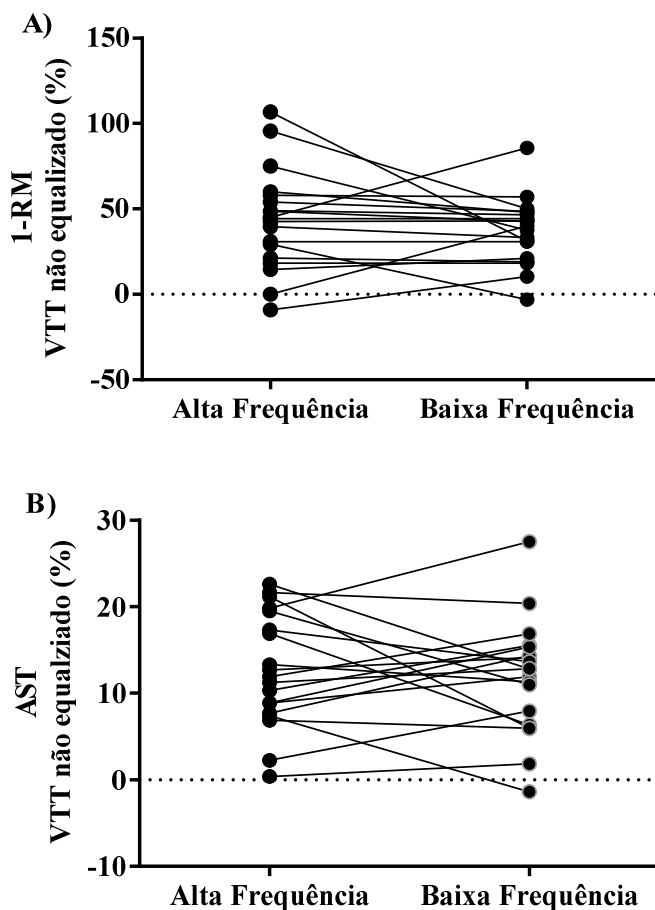 A)
1-RM
VTT não equalizado (%)
150
100
50
0
-50
Alta Frequência Baixa Frequência
B)
AST
VTT não equalziado (%)
30
20
10
0
-10
Alta Frequência Baixa Frequência